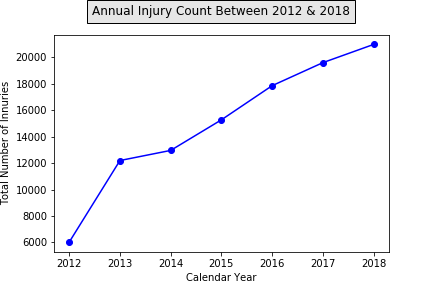 Annual Injury Count Between 2012 & 2018
Total Number of Innuries
20000
18000
16000
14000
12000
10000
8000
6000
2012 2013 2014 2015 2016 2017 2018
Calendar Year